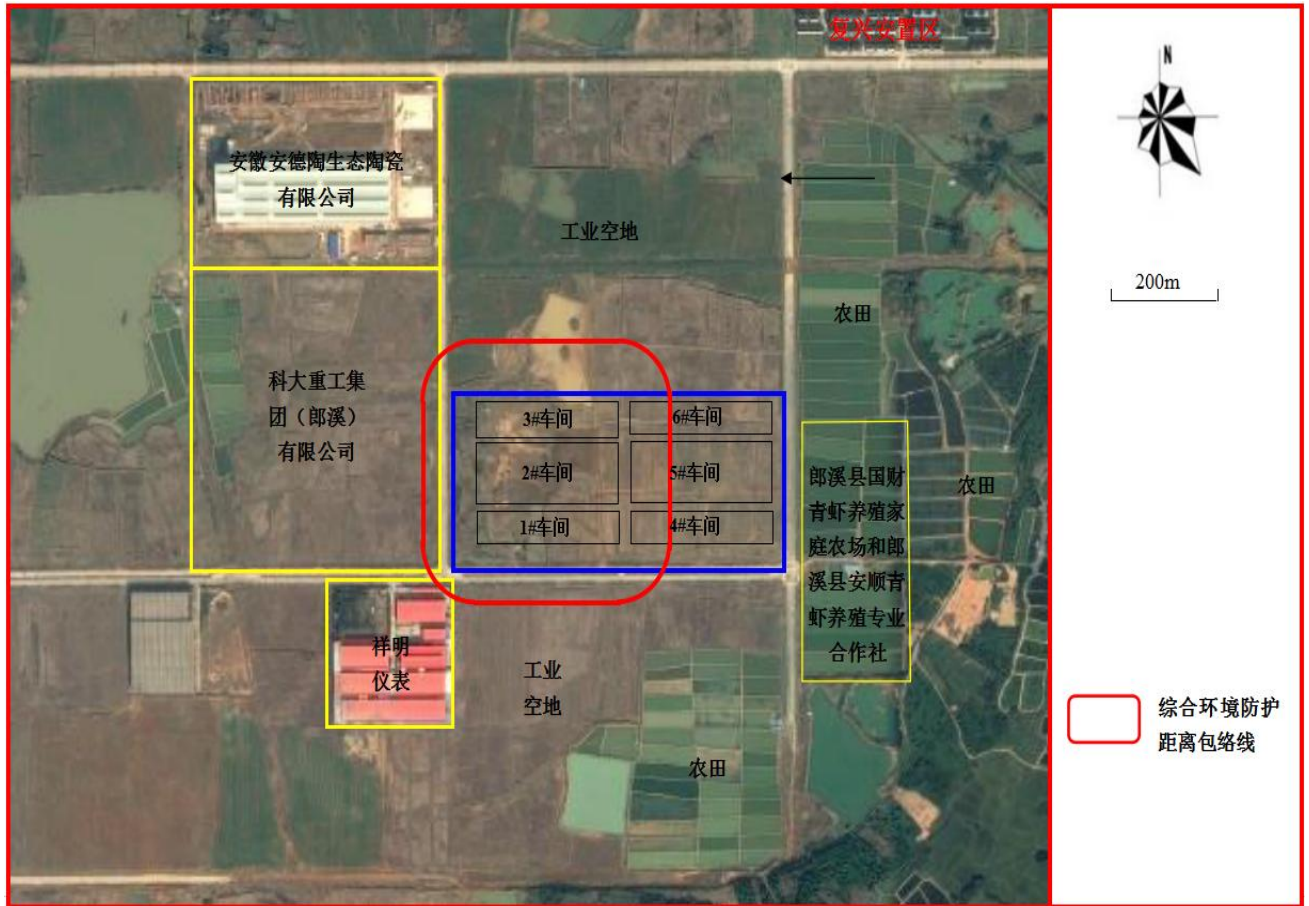 复兴安置区
N
安徽安德陶生态陶瓷
有限公司
工业空地
200m
农田
科大重工集
团（郎溪）
有限公司
3#车间
6#车间
2#车间
5#车间
1#车间
4#车间
郎溪县国财
青虾养殖家
庭农场和郎
溪县安顺青
虾养殖专业
合作社
农田
祥明
仪表
工业
空地
农田
综合环境防护
距离包络线